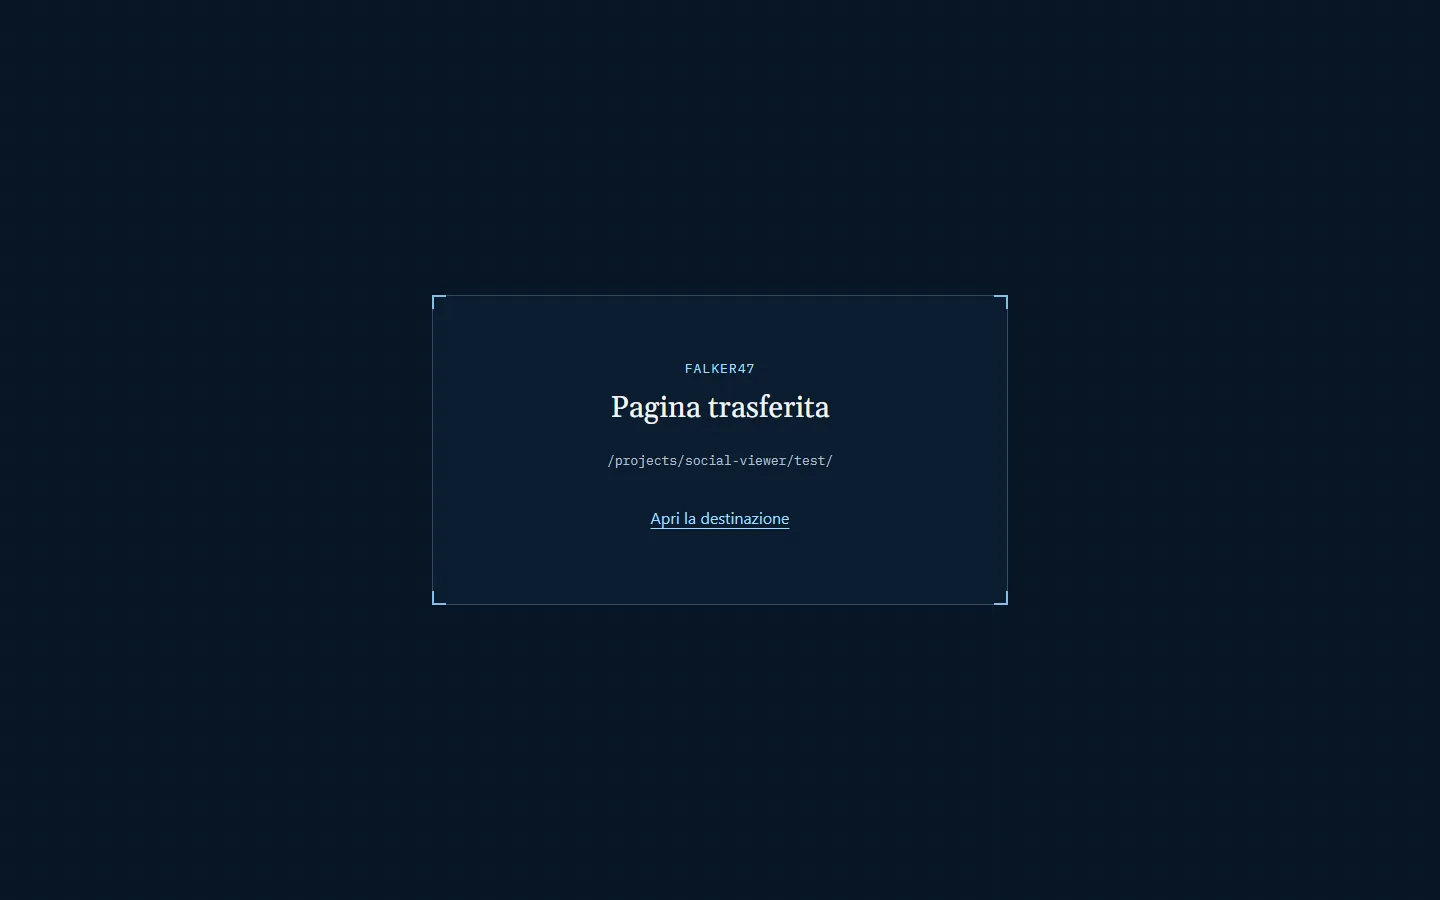 FALKER47
Pagina trasferita
/projects/social-viewer/test/
Apri la destinazione